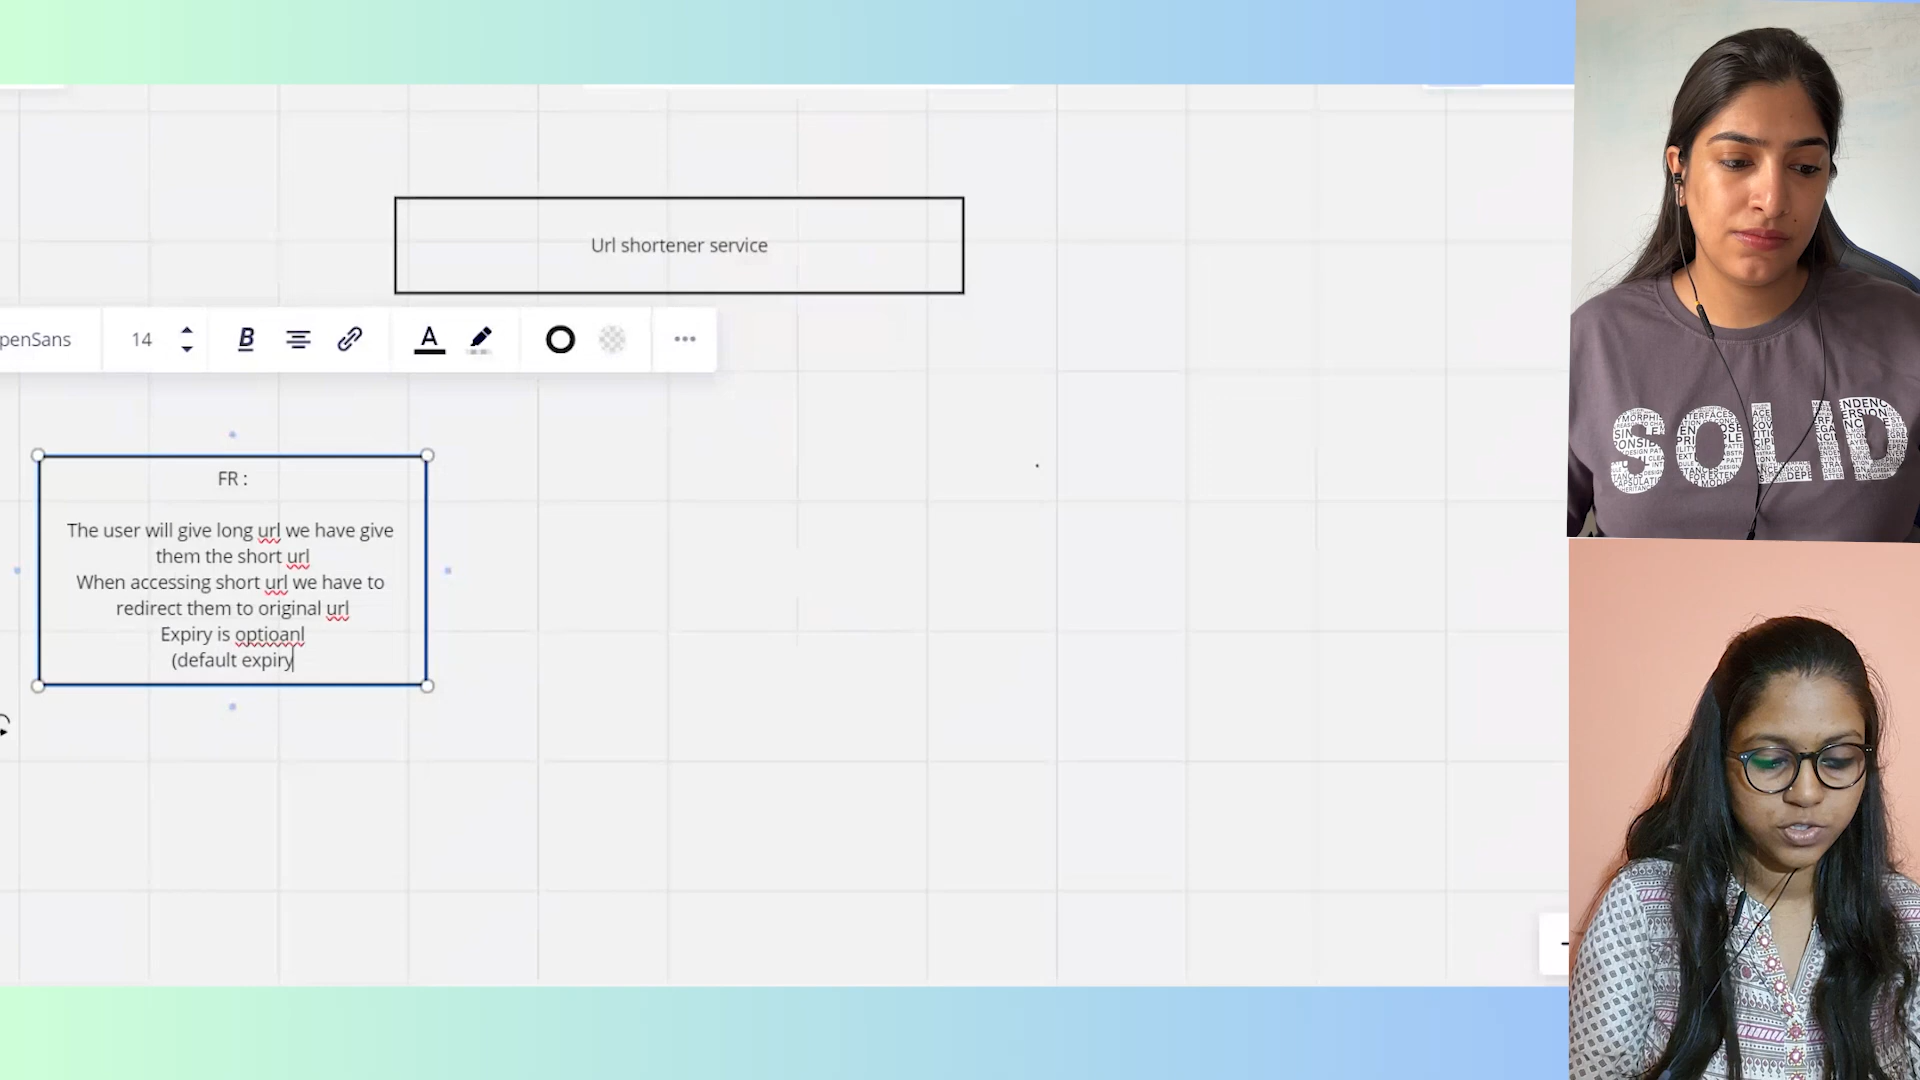 Url shortener service
penSans
14
B
A
FR :
The user will give long url we have give
them the short url
When accessing short url we have to
redirect them to original url
Expiry is optioanl
(default expiry
SOLID